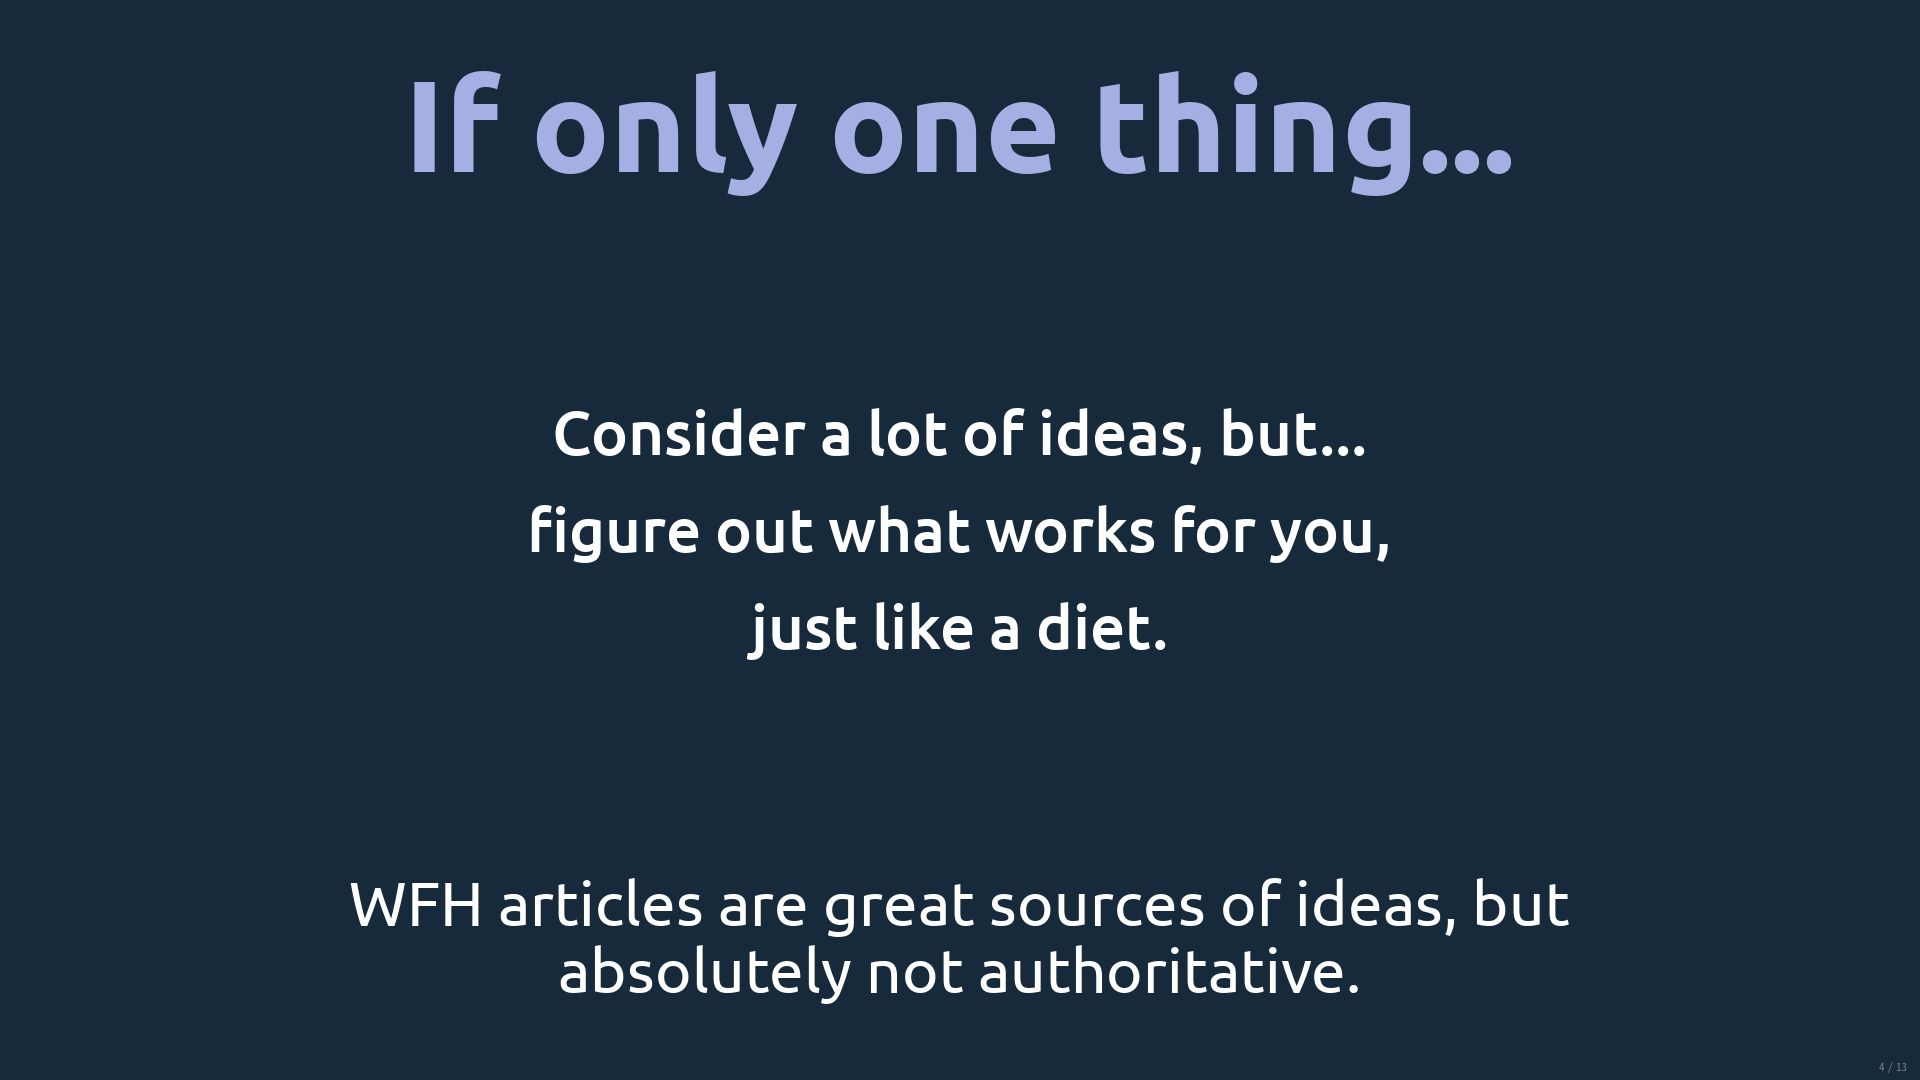 If only one thing...
Consider a lot of ideas, but...
figure out what works for you,
just like a diet.
WFH articles are great sources of ideas, but
absolutely not authoritative.
4 / 13